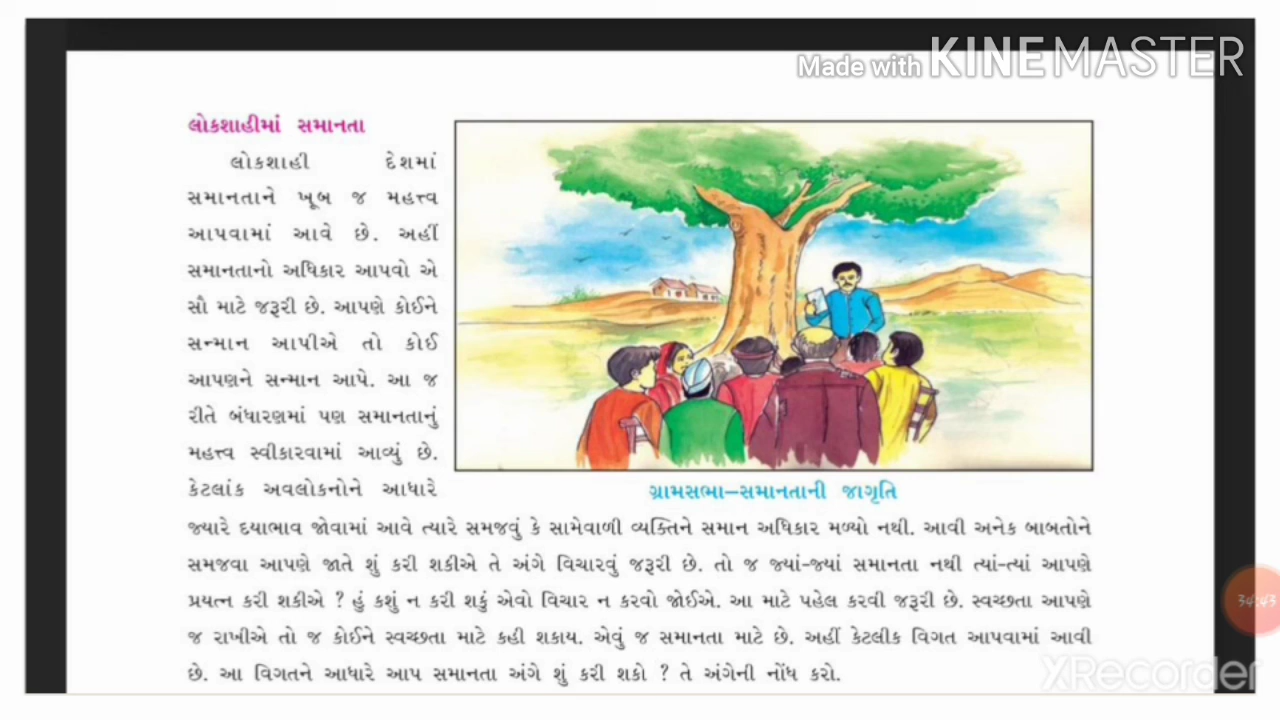 Made with KINEMASTER
લોકશાહીમાં સમાનતા
લોકશાહી દેશમાં
સમાનતાને ખૂબ જ મહત્ત્વ
આપવામાં આવે છે. અહીં
સમાનતાનો અધિકાર આપવો એ
સૌ માટે જરૂરી છે. આપણે કોઈને
સન્માન આપીએ તો કોઈ
આપણને સન્માન આપે. આ જ
રીતે બંધારણમાં પણ સમાનતાનું
મહત્ત્વ સ્વીકારવામાં આવ્યું છે.
કેટલાંક અવલોકનોને આધારે
ગ્રામસભા–સમાનતાની જાગૃતિ
જ્યારે દયાભાવ જોવામાં આવે ત્યારે સમજવું કે સામેવાળી વ્યક્તિને સમાન અધિકાર મળ્યો નથી. આવી અનેક બાબતોને
સમજવા આપણે જાતે શું કરી શકીએ તે અંગે વિચારવું જરૂરી છે. તો જ જ્યાં-જ્યાં સમાનતા નથી ત્યાં-ત્યાં આપણે
પ્રયત્ન કરી શકીએ ? હું કશું ન કરી શકું એવો વિચાર ન કરવો જોઈએ. આ માટે પહેલ કરવી જરૂરી છે. સ્વચ્છતા આપણે
જ રાખીએ તો જ કોઈને સ્વચ્છતા માટે કહી શકાય. એવું જ સમાનતા માટે છે. અહીં કેટલીક વિગત આપવામાં આવી
છે. આ વિગતને આધારે આપ સમાનતા અંગે શું કરી શકો ? તે અંગેની નોંધ કરો.
34:43
XRecorder